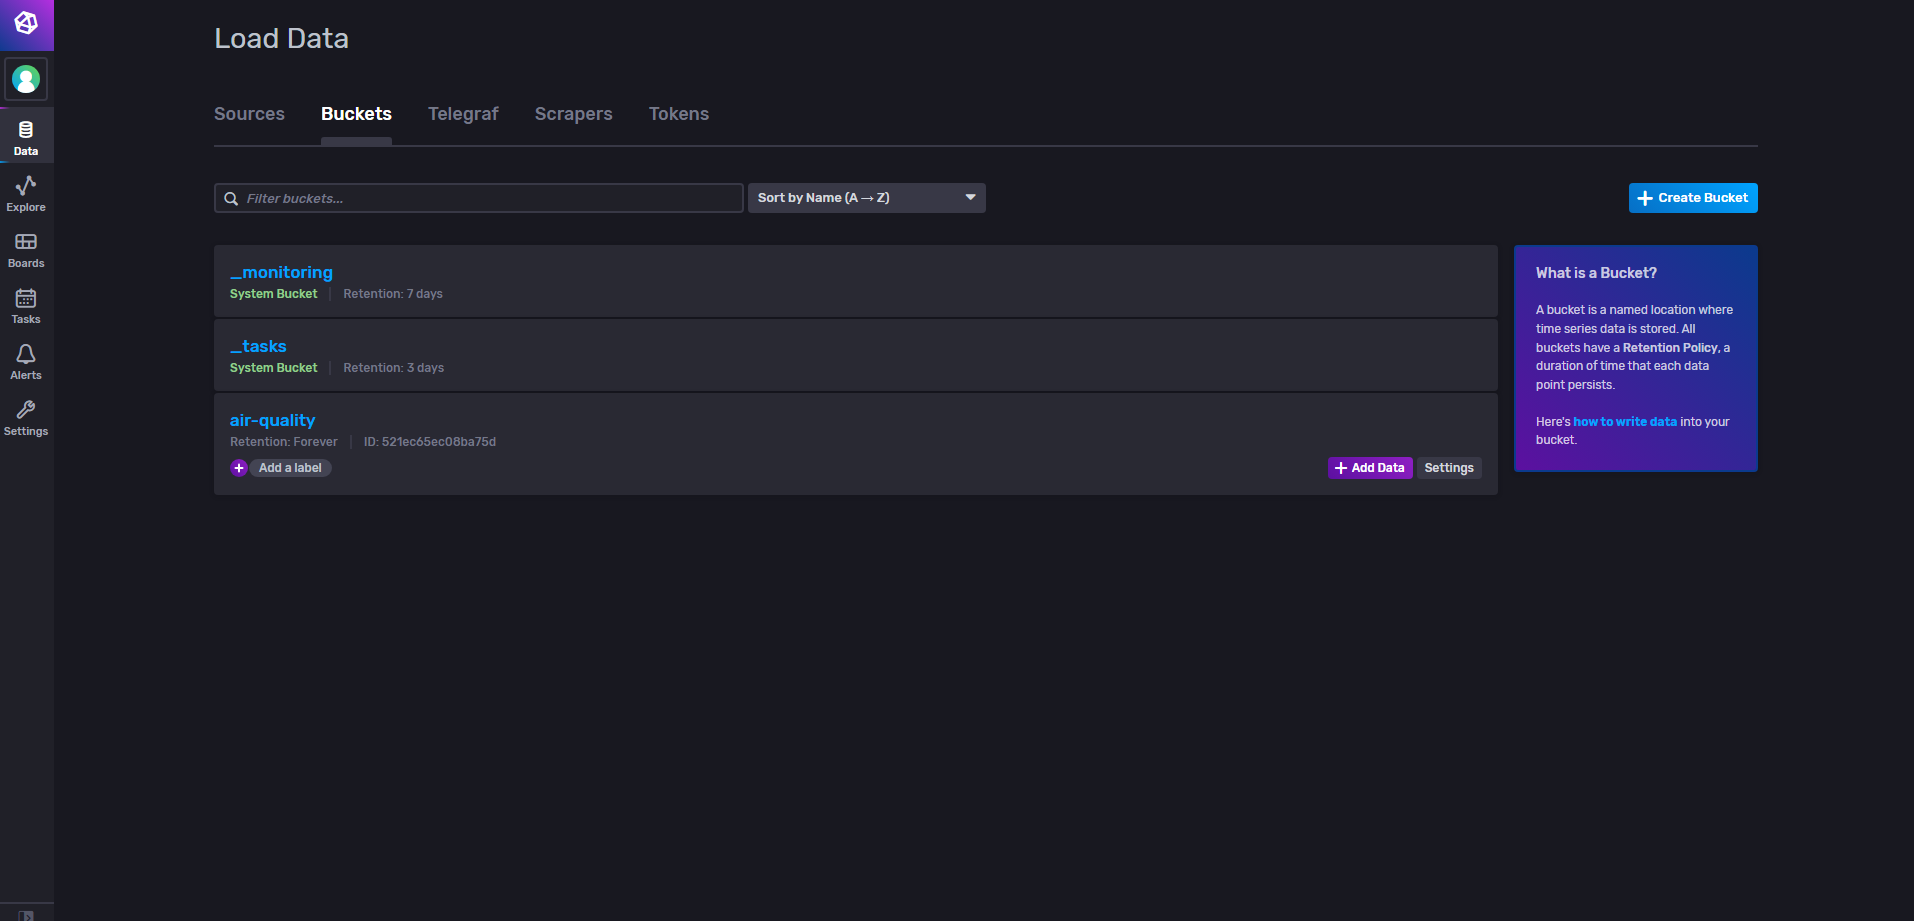 Load Data
Sources Buckets Telegraf Scrapers Tokens
Data
Explore
Boards
Tasks
Alerts
Settings
Filter buckets...
Sort by Name (A → Z)
Create Bucket
_monitoring
System Bucket Retention: 7 days
_tasks
System Bucket Retention: 3 days
air-quality
Retention: Forever ID: 521ec65ec08ba75d
Add a label
Add Data Settings
What is a Bucket?
A bucket is a named location where
time series data is stored. All
buckets have a Retention Policy, a
duration of time that each data
point persists.
Here's how to write data into your
bucket.